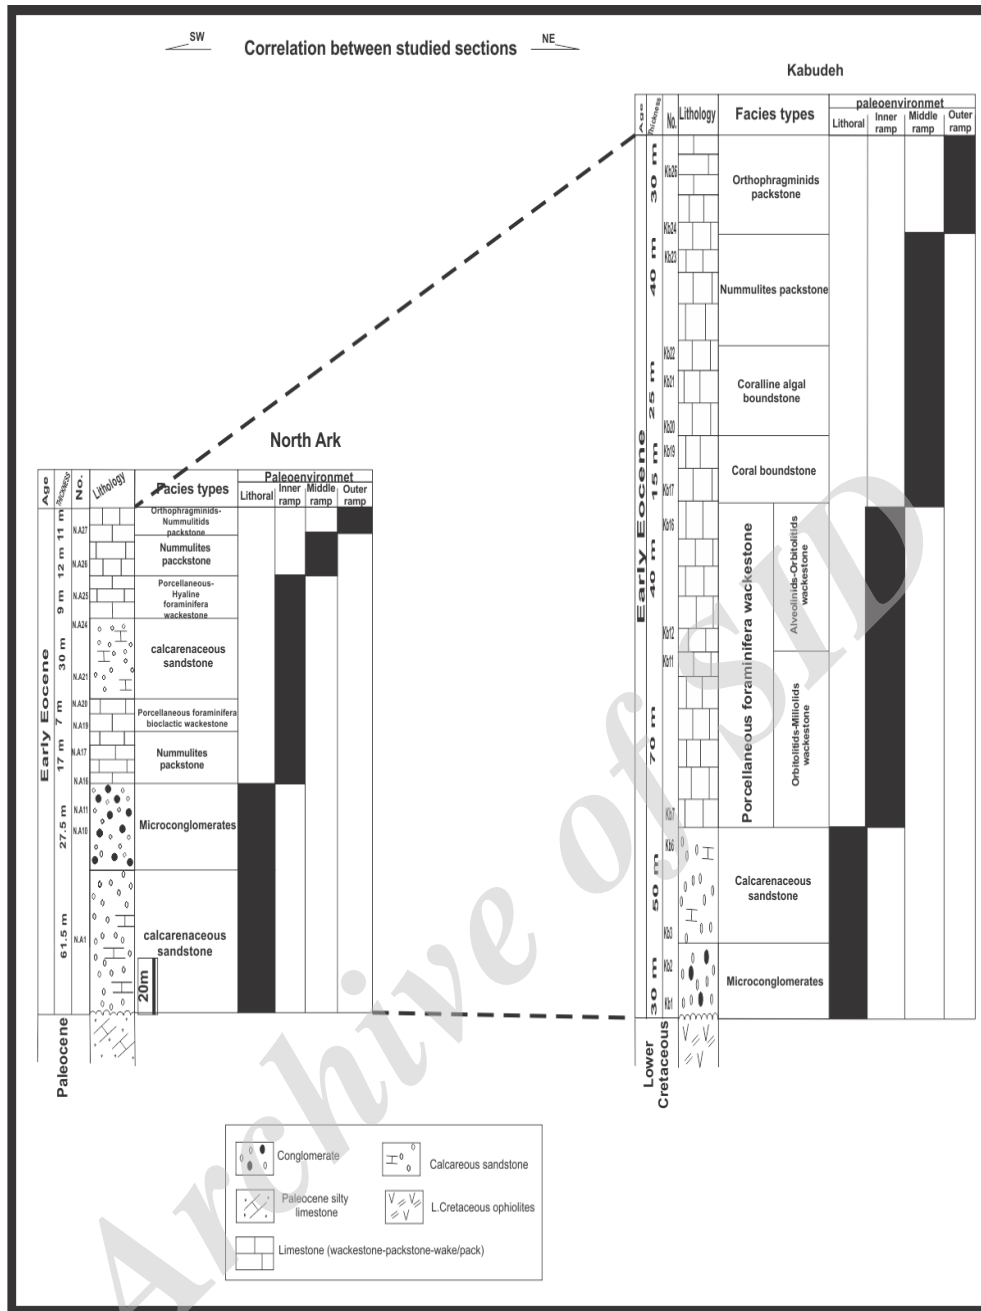 SW
Correlation between studied sections
NE
Kabudeh
Age
Thickness
No.
Lithology
Facies types
paleoenvironmet
Lithoral
Inner
ramp
Middle
ramp
Outer
ramp
Early Eocene
30 m
40 m
25 m
15 m
40 m
70 m
50 m
30 m
Kb26
Kb24
Kb23
Kb22
Kb21
Kb20
Kb19
Kb17
Kb16
Kb12
Kb11
Kb7
Kb6
Kb3
Kb2
Kb1
Orthophragminids
packstone
Nummulites packstone
Coralline algal
boundstone
Coral boundstone
Porcellaneous foraminifera wackestone
Alveolinids-Orbitolitids
wackestone
Orbitolitids-Miliolids
wackestone
Calcarenaceous
sandstone
Microconglomerates
Lower
Cretaceous
North Ark
Age
THICKNESS
No.
Lithology
Facies types
Paleoenvironmet
Lithoral
Inner
ramp
Middle
ramp
Outer
ramp
Early Eocene
11 m
12 m
9 m
30 m
7 m
17 m
27.5 m
61.5 m
N.A27
N.A26
N.A25
N.A24
N.A21
N.A20
N.A19
N.A17
N.A16
N.A11
N.A10
N.A1
Orthophragminids-
Nummulitids
packstone
Nummulites
pacckstone
Porcellaneous-
Hyaline
foraminifera
wackestone
calcarenaceous
sandstone
Porcellaneous foraminifera
bioclactic wackestone
Nummulites
packstone
Microconglomerates
calcarenaceous
sandstone
20m
Paleocene
Conglomerate
Calcareous sandstone
Paleocene silty
limestone
L.Cretaceous ophiolites
Limestone (wackestone-packstone-wake/pack)
Archive of SID